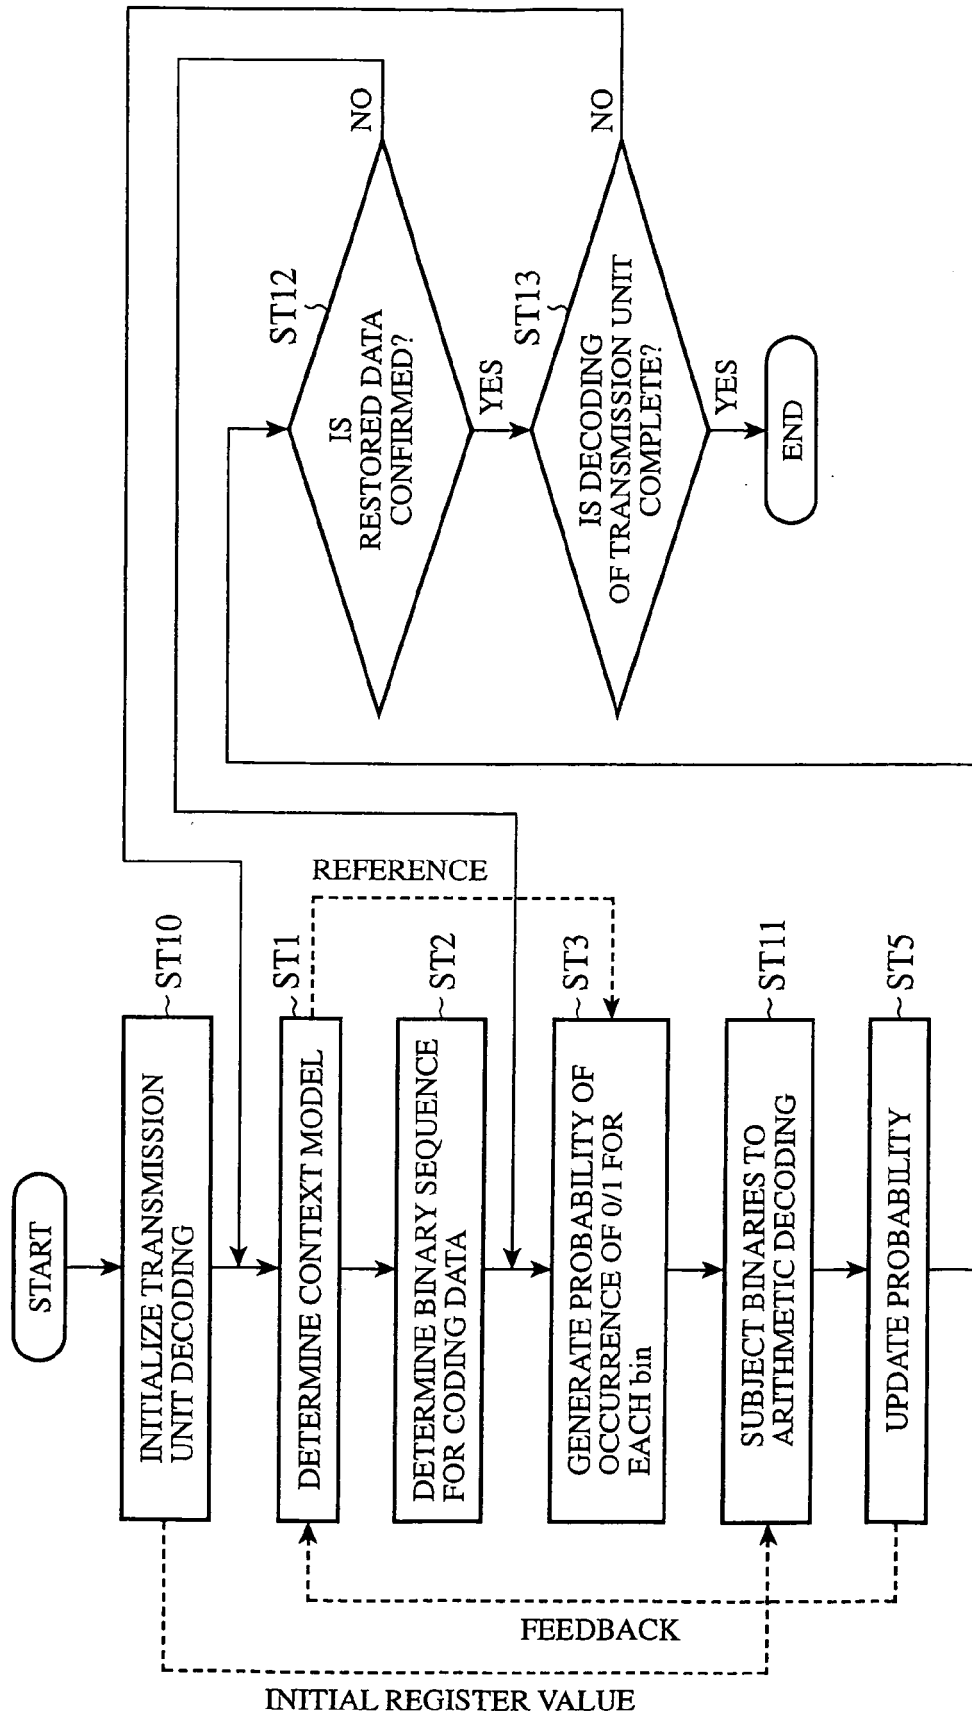 START
INITIALIZE TRANSMISSION
UNIT DECODING
~ST10
DETERMINE CONTEXT MODEL
~ST1
REFERENCE
DETERMINE BINARY SEQUENCE
FOR CODING DATA
~ST2
GENERATE PROBABILITY OF
OCCURRENCE OF 0/1 FOR
EACH bin
~ST3
SUBJECT BINARIES TO
ARITHMETIC DECODING
~ST11
UPDATE PROBABILITY
~ST5
FEEDBACK
INITIAL REGISTER VALUE
ST12
IS
RESTORED DATA
CONFIRMED?
NO
YES
ST13
IS DECODING
OF TRANSMISSION UNIT
COMPLETE?
NO
YES
END